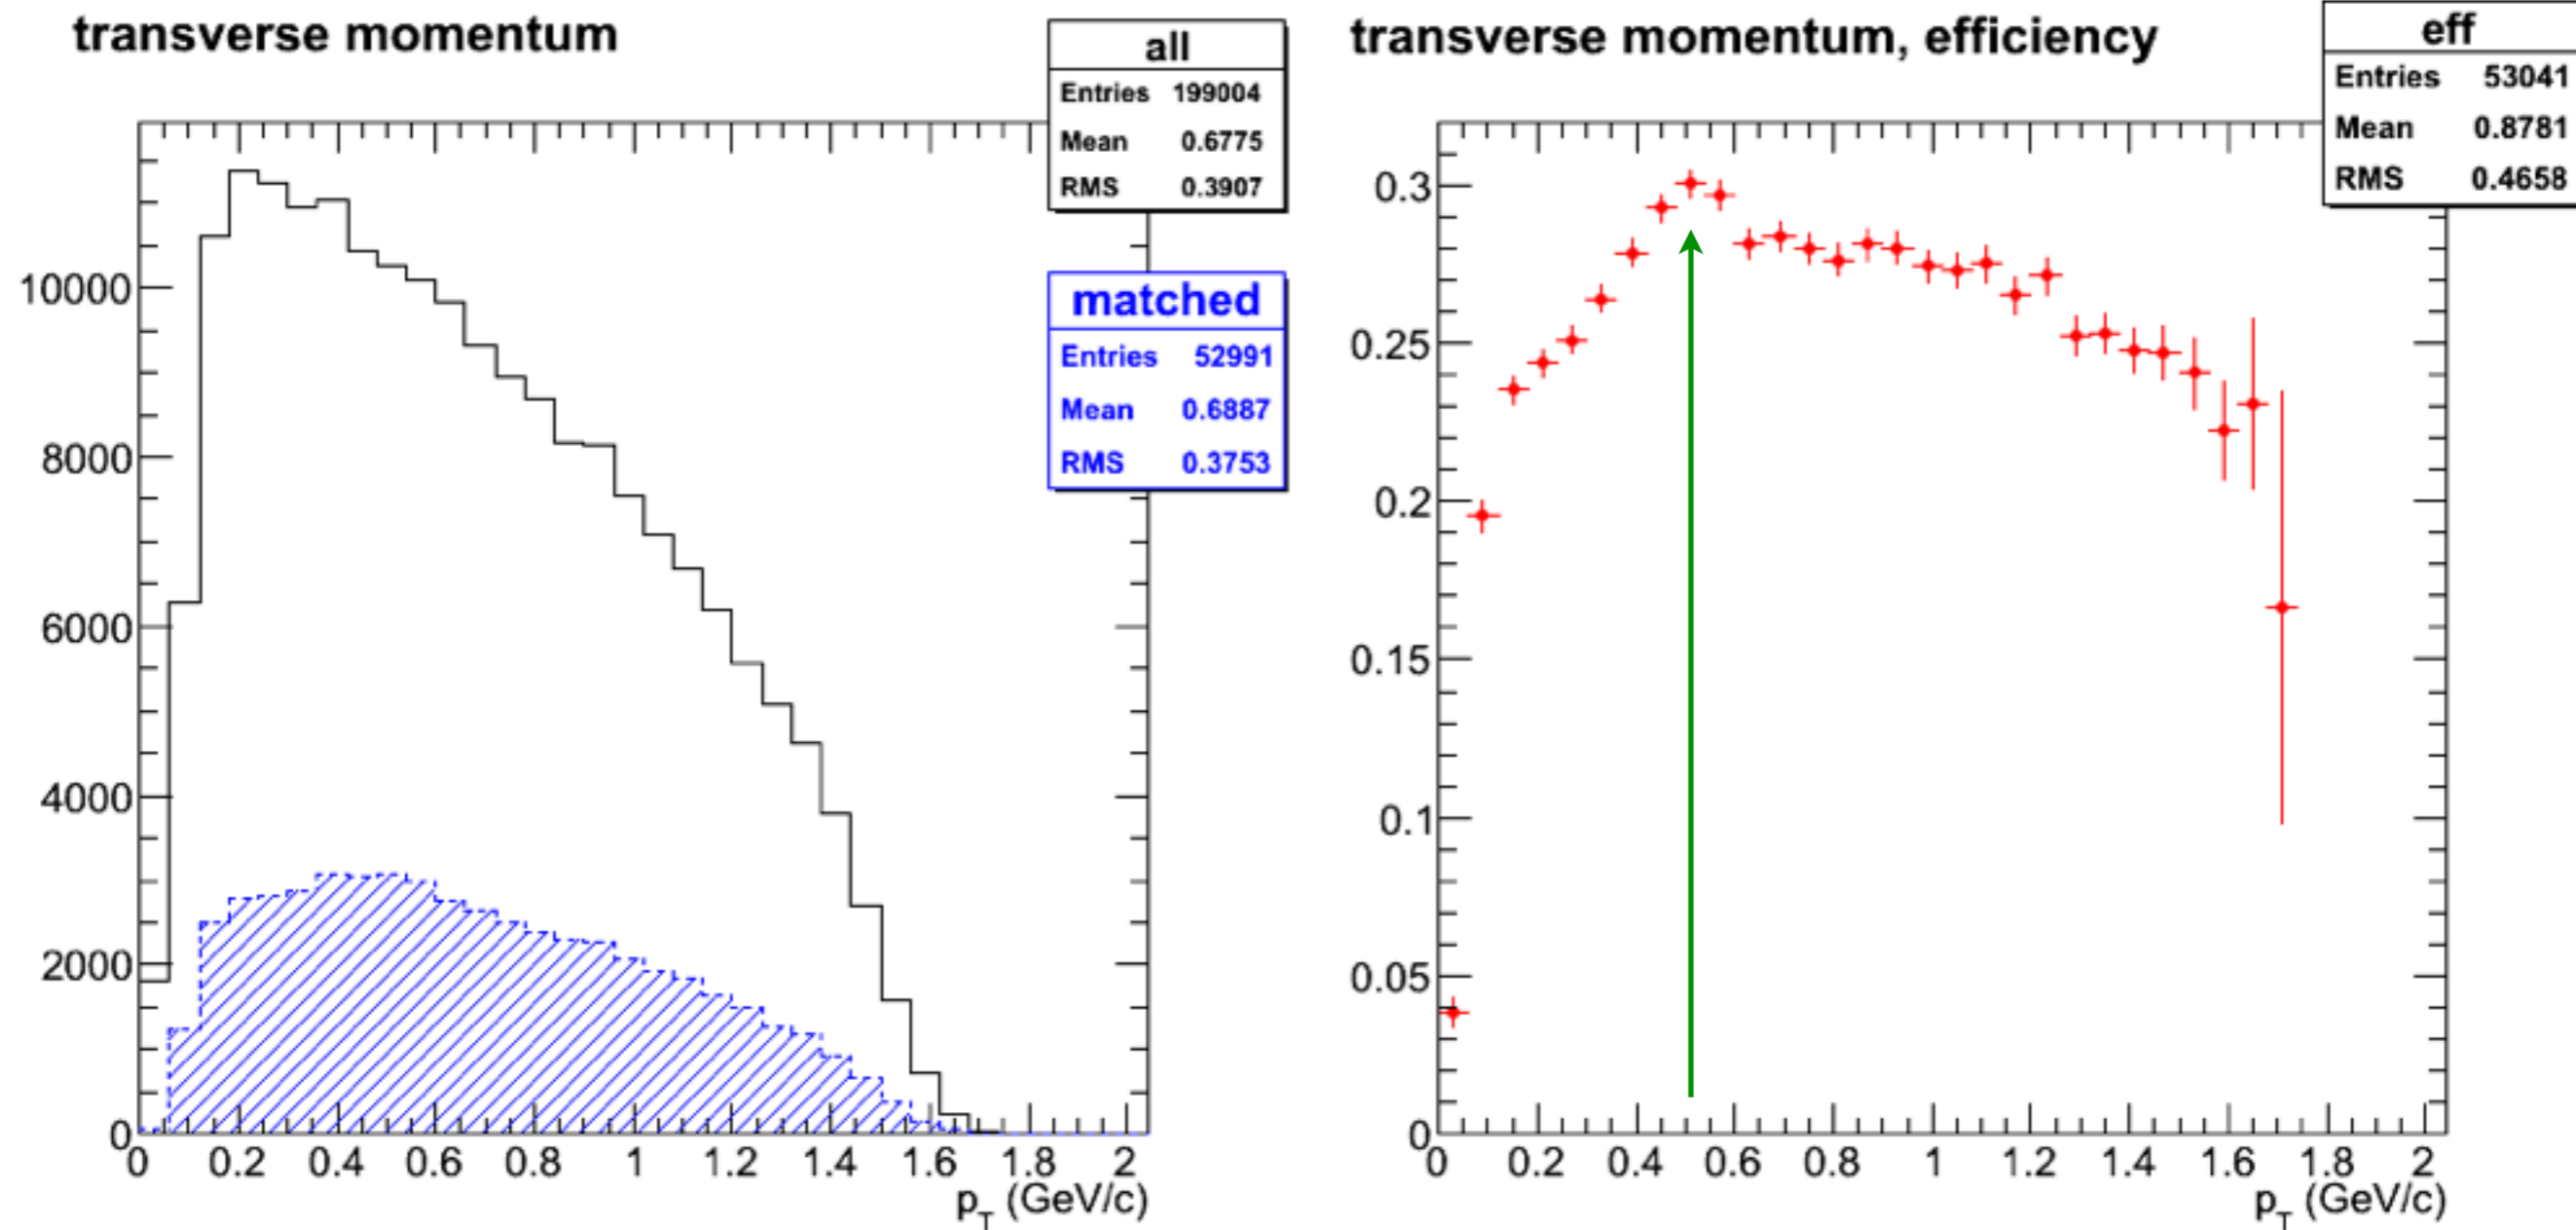 transverse momentum
all
Entries 199004
Mean 0.6775
RMS 0.3907
matched
Entries 52991
Mean 0.6887
RMS 0.3753
10000
8000
6000
4000
2000
0
0 0.2 0.4 0.6 0.8 1 1.2 1.4 1.6 1.8 2
p_T (GeV/c)
transverse momentum, efficiency
eff
Entries 53041
Mean 0.8781
RMS 0.4658
0.3
0.25
0.2
0.15
0.1
0.05
0
0 0.2 0.4 0.6 0.8 1 1.2 1.4 1.6 1.8 2
p_T (GeV/c)